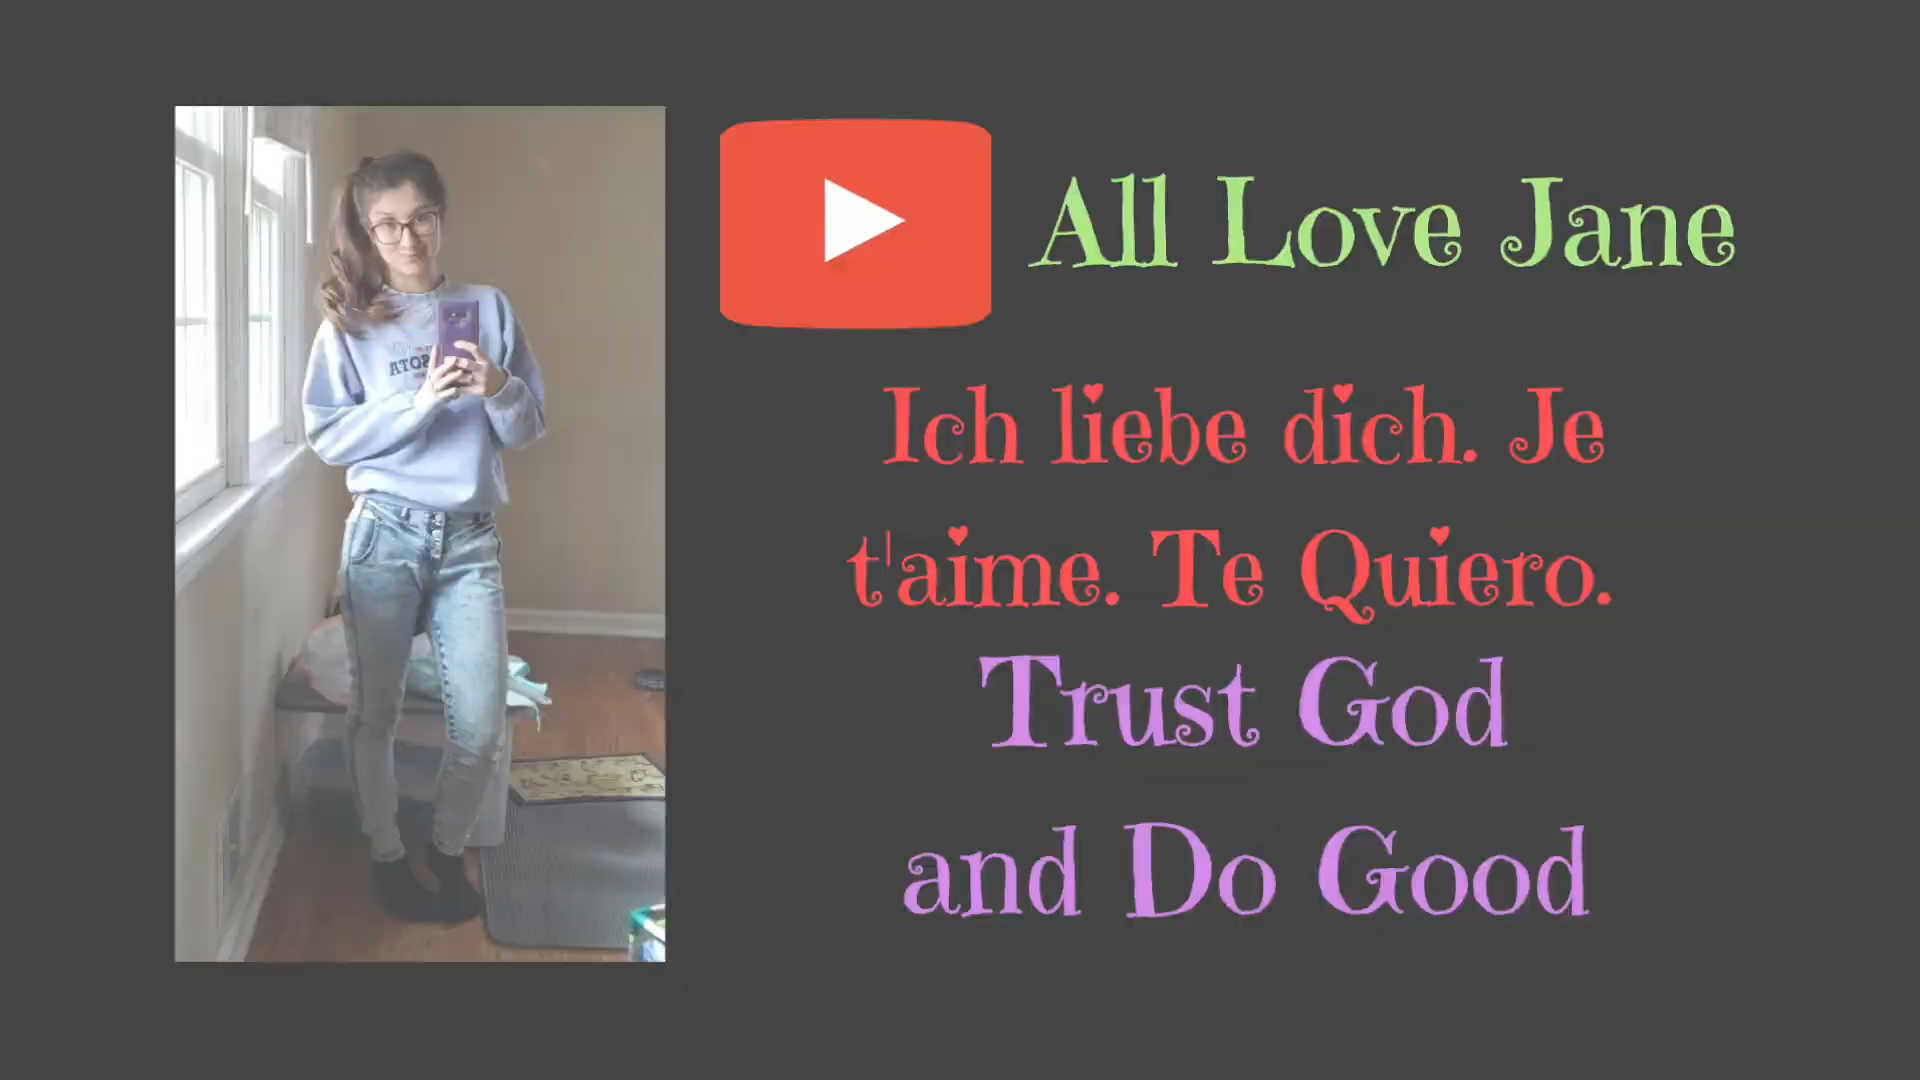 All Love Jane
Ich liebe dich. Je
t'aime. Te Quiero.
Trust God
and Do Good